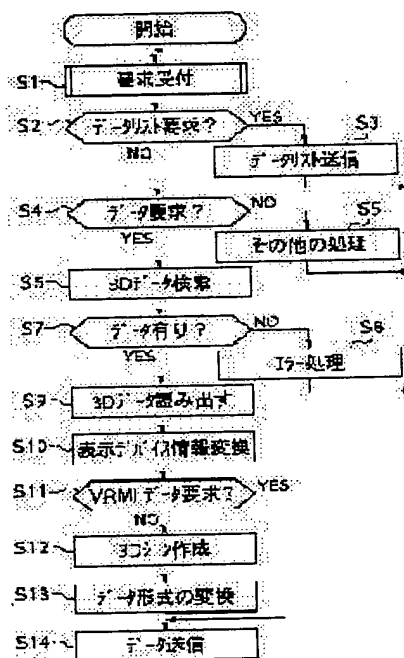 開始
S1 要求受付
S2 データリスト要求? YES S3
NO データリスト送信
S4 データ要求? NO S5
YES その他の処理
S6 3Dデータ検索
S7 データ有り? NO S8
YES エラー処理
S9 3Dデータ読み出す
S10 表示デバイス情報変換
S11 データ要求? YES
NO
S12 作成
S13 データ形式の変換
S14 データ送信